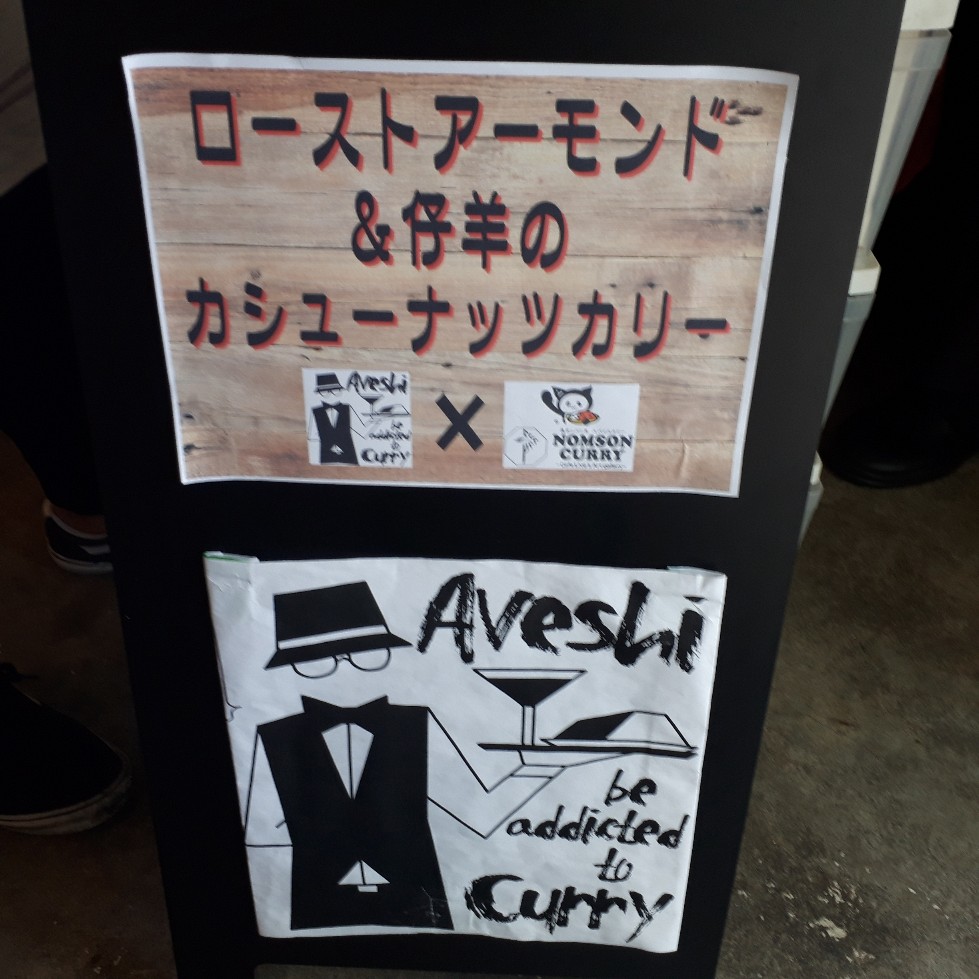 ローストアーモンド
&仔羊の
カシューナッツカリー
Aveshi
be
addicted
to
Curry
×
NOMSON
CURRY
Aveshi
be
addicted
to
Curry